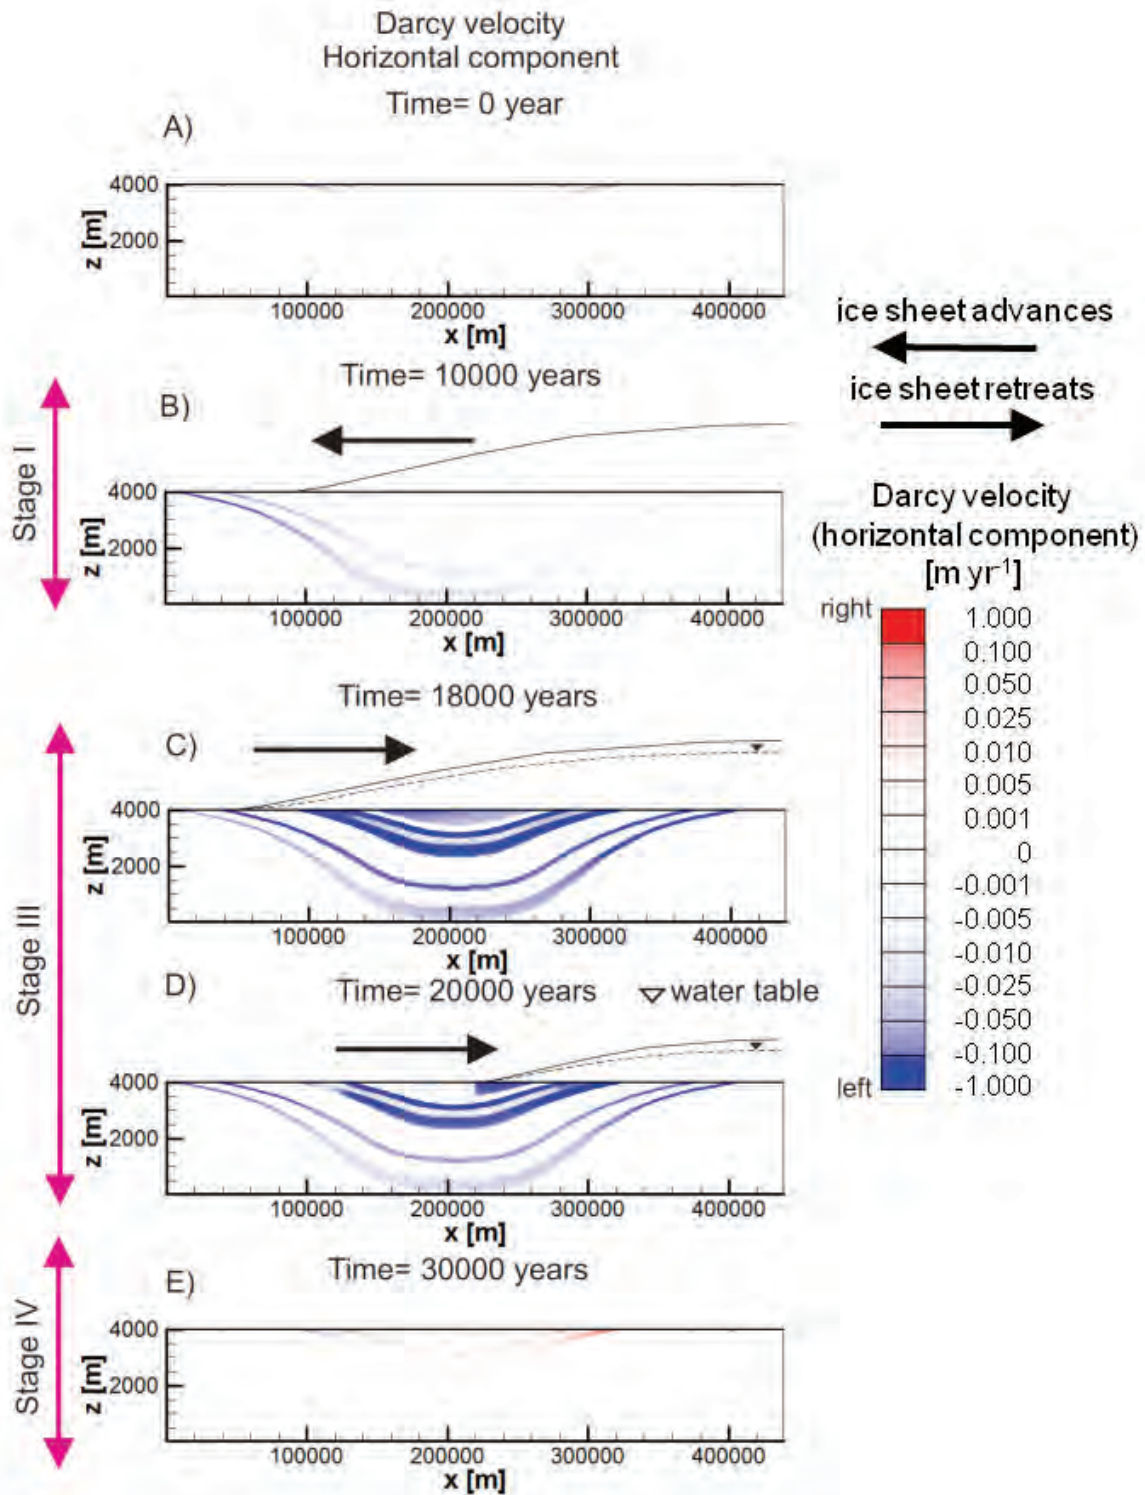 Darcy velocity
Horizontal component
Time= 0 year
A)
4000
2000
z [m]
100000 200000 300000 400000
x [m]
ice sheet advances
ice sheet retreats
Stage I
Time= 10000 years
B)
4000
2000
z [m]
100000 200000 300000 400000
x [m]
Darcy velocity
(horizontal component)
[m yr-1]
right
1.000
0.100
0.050
0.025
0.010
0.005
0.001
0
-0.001
-0.005
-0.010
-0.025
-0.050
-0.100
-1.000
left
Stage III
Time= 18000 years
C)
4000
2000
z [m]
100000 200000 300000 400000
x [m]
D)
Time= 20000 years
water table
4000
2000
z [m]
100000 200000 300000 400000
x [m]
Stage IV
Time= 30000 years
E)
4000
2000
z [m]
100000 200000 300000 400000
x [m]